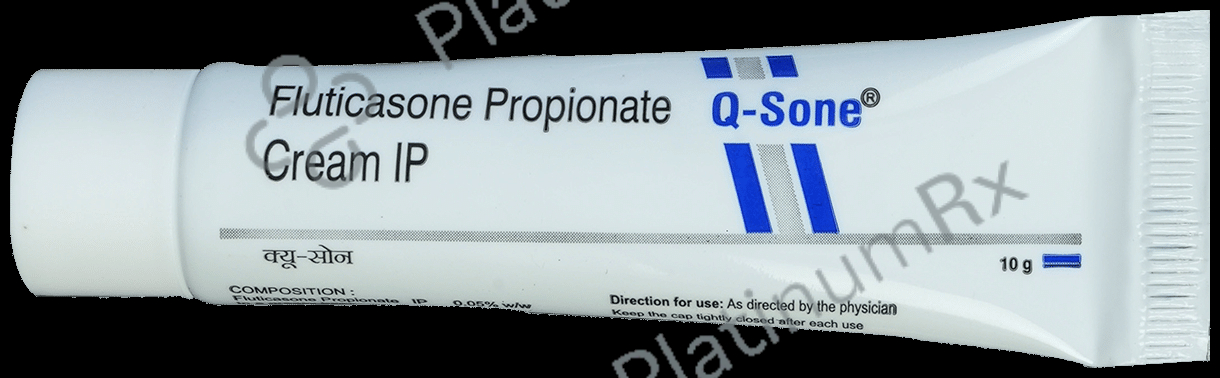 Fluticasone Propionate
Cream IP
Q-Sone®
क्यू-सोन
10 g
COMPOSITION :
Fluticasone Propionate IP 0.05% w/w
Direction for use: As directed by the physician
Keep the cap tightly closed after each use
PlatinumRx
PlatinumRx